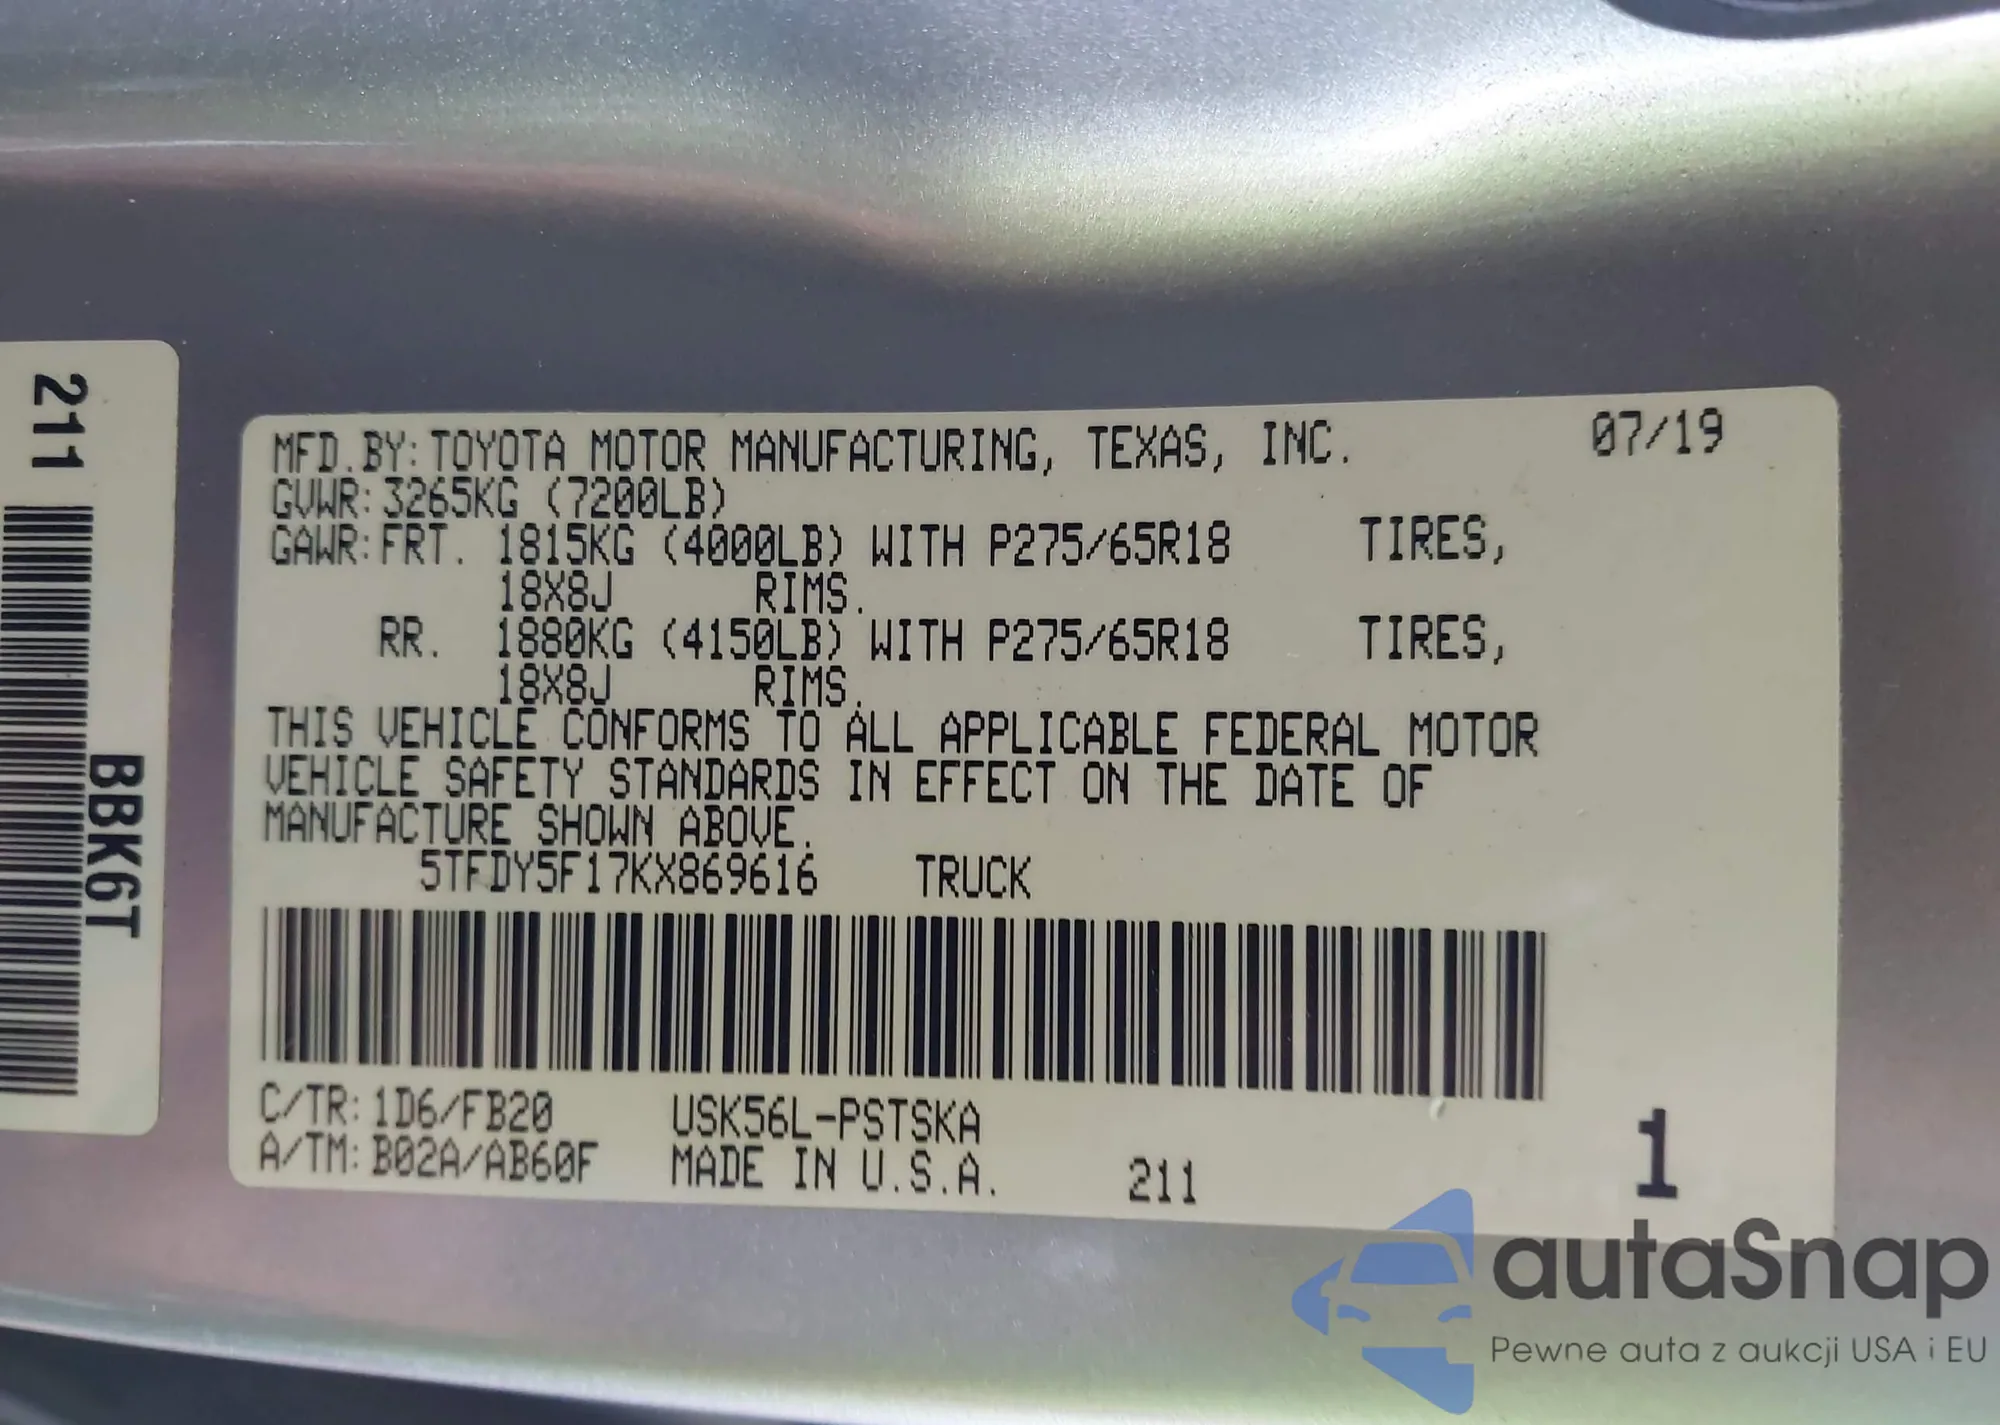 211
BBK6T
MFD.BY: TOYOTA MOTOR MANUFACTURING, TEXAS, INC. 07/19
GVWR: 3265KG (7200LB)
GAWR: FRT. 1815KG (4000LB) WITH P275/65R18 TIRES,
18X8J RIMS.
RR. 1880KG (4150LB) WITH P275/65R18 TIRES,
18X8J RIMS.
THIS VEHICLE CONFORMS TO ALL APPLICABLE FEDERAL MOTOR
VEHICLE SAFETY STANDARDS IN EFFECT ON THE DATE OF
MANUFACTURE SHOWN ABOVE.
5TFDY5F17KX869616 TRUCK
C/TR: 1D6/FB20 USK56L-PSTSKA
A/TM: B02A/AB60F MADE IN U.S.A. 211 1
autaSnap
Pewne auta z aukcji USA i EU